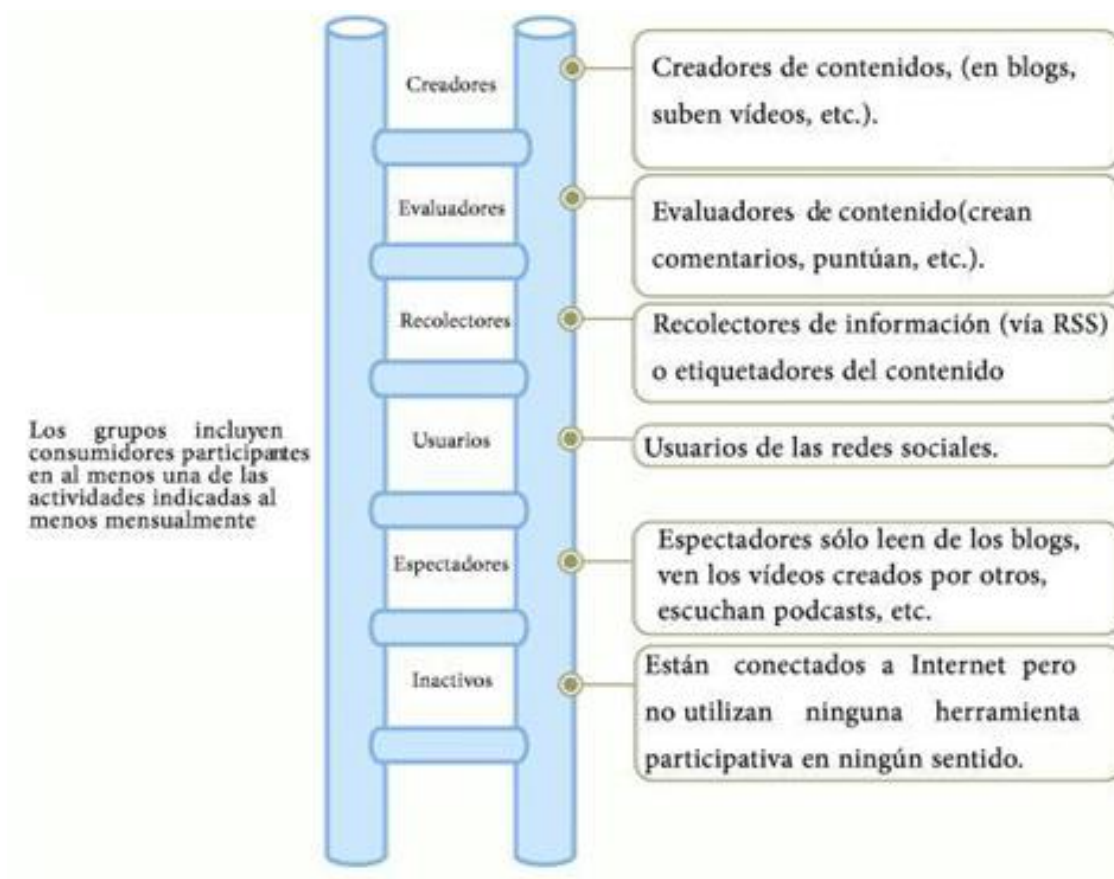 Creadores
Creadores de contenidos, (en blogs,
suben vídeos, etc.).
Evaluadores
Evaluadores de contenido(crean
comentarios, puntúan, etc.).
Recolectores
Recolectores de información (vía RSS)
o etiquetadores del contenido
Los grupos incluyen
consumidores participantes
en al menos una de las
actividades indicadas al
menos mensualmente
Usuarios
Usuarios de las redes sociales.
Espectadores
Espectadores sólo leen de los blogs,
ven los vídeos creados por otros,
escuchan podcasts, etc.
Inactivos
Están conectados a Internet pero
no utilizan ninguna herramienta
participativa en ningún sentido.